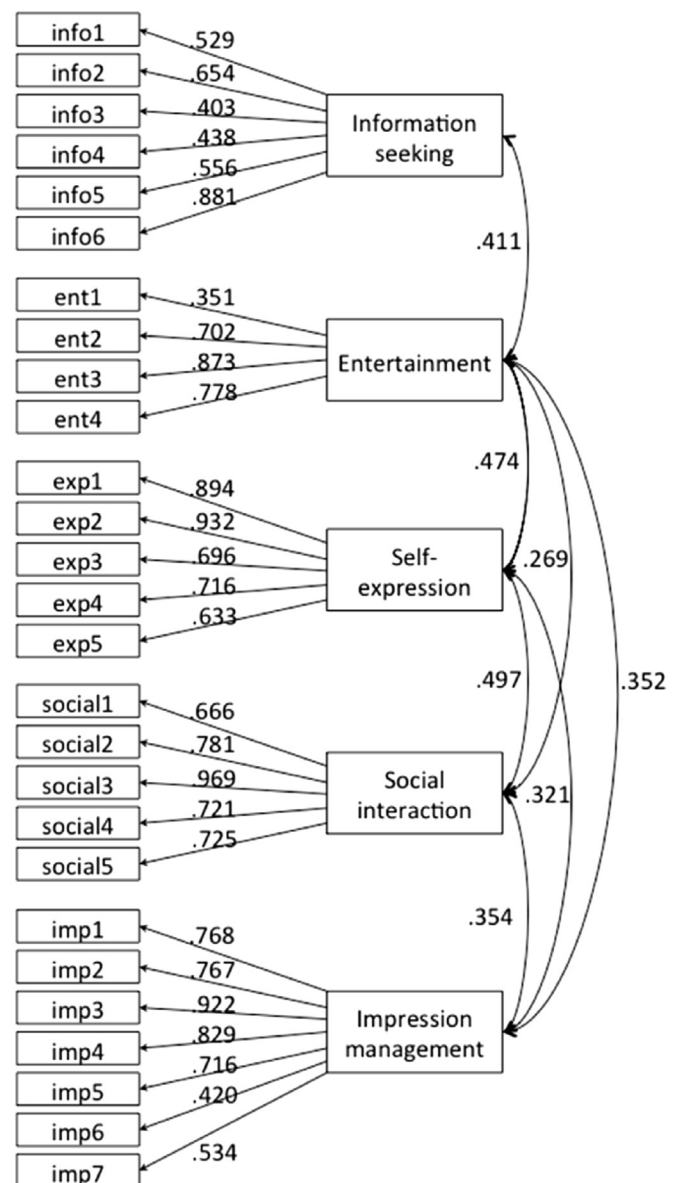 info1
.529
info2
.654
info3
.403
info4
.438
info5
.556
info6
.881
Information
seeking
.411
ent1
.351
ent2
.702
ent3
.873
ent4
.778
Entertainment
.474
exp1
.894
exp2
.932
exp3
.696
exp4
.716
exp5
.633
Self-
expression
.269
.497
.352
social1
.666
social2
.781
social3
.969
social4
.721
social5
.725
Social
interaction
.321
.354
imp1
.768
imp2
.767
imp3
.922
imp4
.829
imp5
.716
imp6
.420
imp7
.534
Impression
management